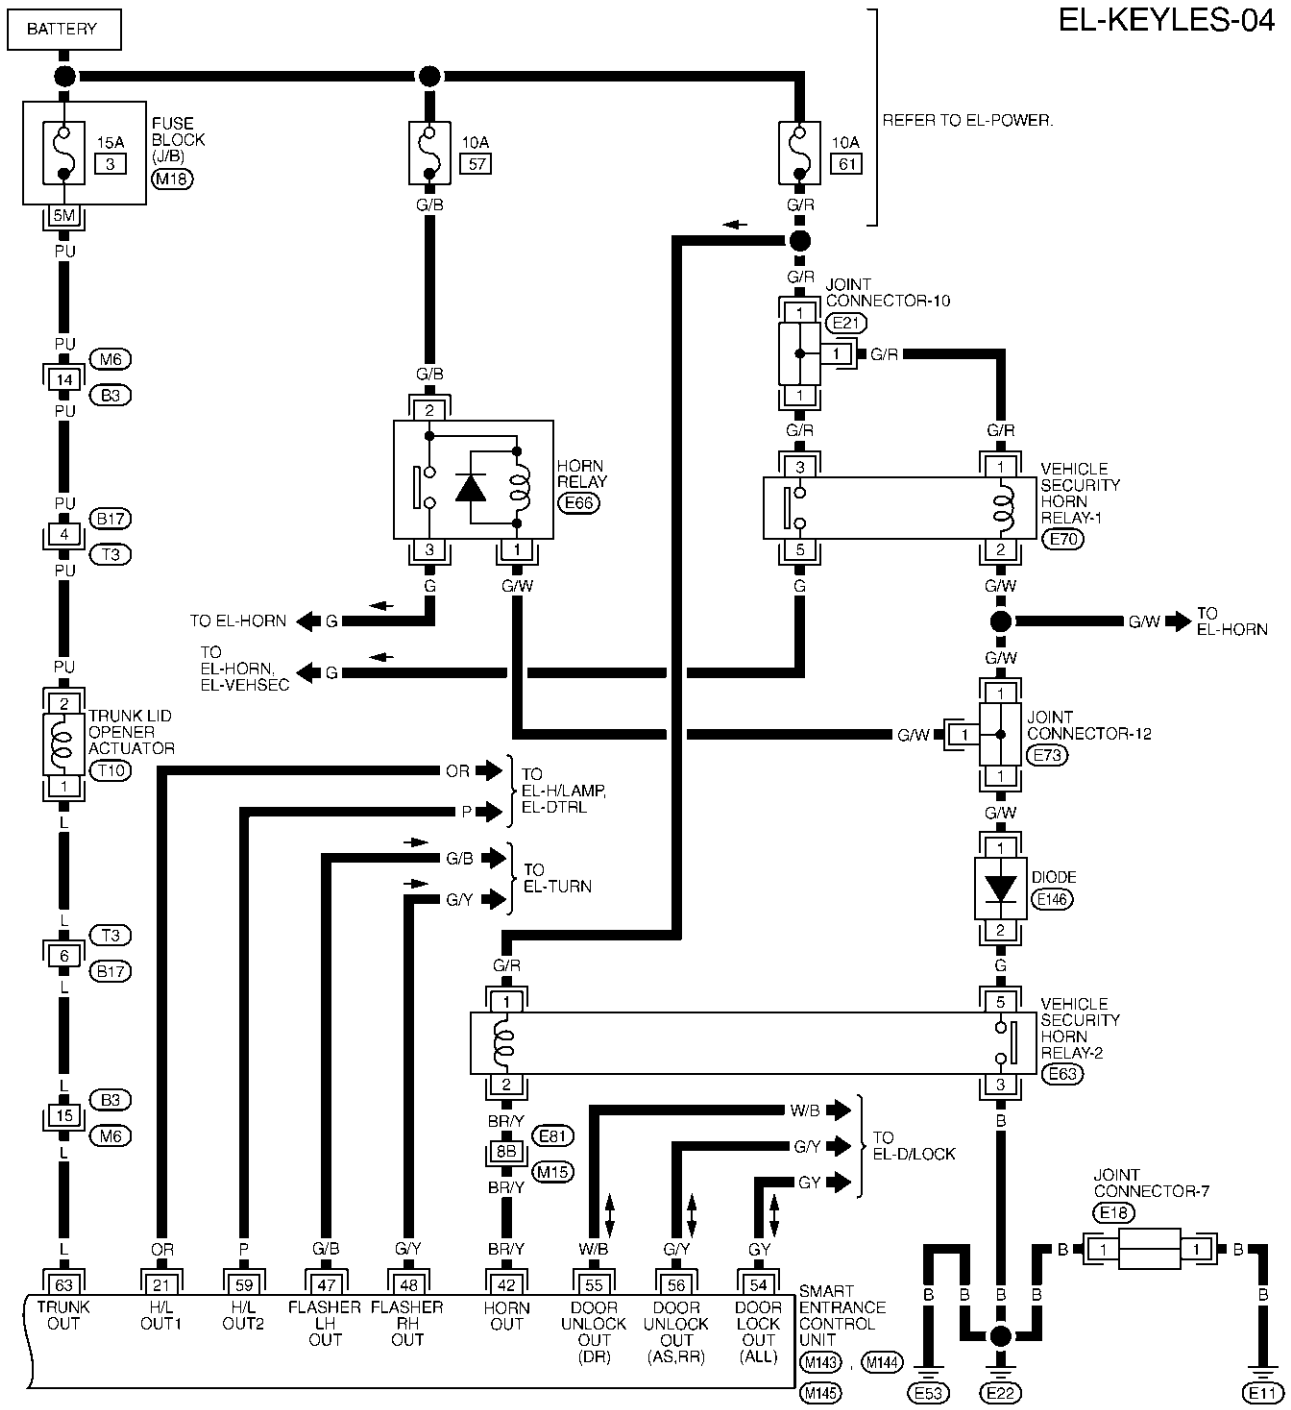 EL-KEYLES-04
BATTERY
REFER TO EL-POWER.
FUSE
BLOCK
(J/B)
M18
15A
3
10A
57
10A
61
5M
G/B
G/R
PU
G/R
JOINT
CONNECTOR-10
E21
1
1
G/R
1
PU
M6
14
B3
PU
G/B
2
G/R
G/R
HORN
RELAY
E66
3
1
VEHICLE
SECURITY
HORN
RELAY-1
E70
PU
B17
4
T3
PU
3
1
5
2
G
G/W
G
G/W
TO EL-HORN
G
G/W
TO
EL-HORN
TO
EL-HORN,
EL-VEHSEC
G
G/W
PU
2
TRUNK LID
OPENER
ACTUATOR
T10
1
1
G/W
1
JOINT
CONNECTOR-12
E73
1
OR
P
TO
EL-H/LAMP,
EL-DTRL
L
G/W
G/B
G/Y
TO
EL-TURN
1
DIODE
E146
2
L
T3
6
B17
L
G/R
G
1
5
VEHICLE
SECURITY
HORN
RELAY-2
E63
2
3
L
B3
15
M6
L
BR/Y
E81
8B
M15
BR/Y
W/B
G/Y
GY
TO
EL-D/LOCK
B
JOINT
CONNECTOR-7
E18
L
OR
P
G/B
G/Y
BR/Y
W/B
G/Y
GY
B
1
1
B
63
21
59
47
48
42
55
56
54
B
B
B
B
B
TRUNK
OUT
H/L
OUT1
H/L
OUT2
FLASHER
LH
OUT
FLASHER
RH
OUT
HORN
OUT
DOOR
UNLOCK
OUT
(DR)
DOOR
UNLOCK
OUT
(AS,RR)
DOOR
LOCK
OUT
(ALL)
SMART
ENTRANCE
CONTROL
UNIT
M143 , M144
M145
E53
E22
E11